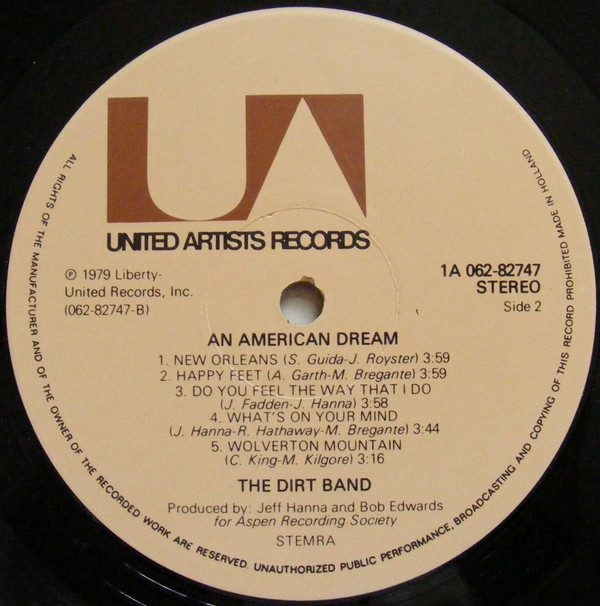 UA
UNITED ARTISTS RECORDS
℗ 1979 Liberty-
United Records, Inc.
(062-82747-B)
1A 062-82747
STEREO
Side 2
AN AMERICAN DREAM
1. NEW ORLEANS (S. Guida-J. Royster) 3:59
2. HAPPY FEET (A. Garth-M. Bregante) 3:59
3. DO YOU FEEL THE WAY THAT I DO
(J. Fadden-J. Hanna) 3:58
4. WHAT'S ON YOUR MIND
(J. Hanna-R. Hathaway-M. Bregante) 3:44
5. WOLVERTON MOUNTAIN
(C. King-M. Kilgore) 3:16
THE DIRT BAND
Produced by: Jeff Hanna and Bob Edwards
for Aspen Recording Society
STEMRA
ALL RIGHTS OF THE MANUFACTURER AND OF THE OWNER OF THE RECORDED WORK ARE RESERVED. UNAUTHORIZED PUBLIC PERFORMANCE, BROADCASTING AND COPYING OF THIS RECORD PROHIBITED MADE IN HOLLAND